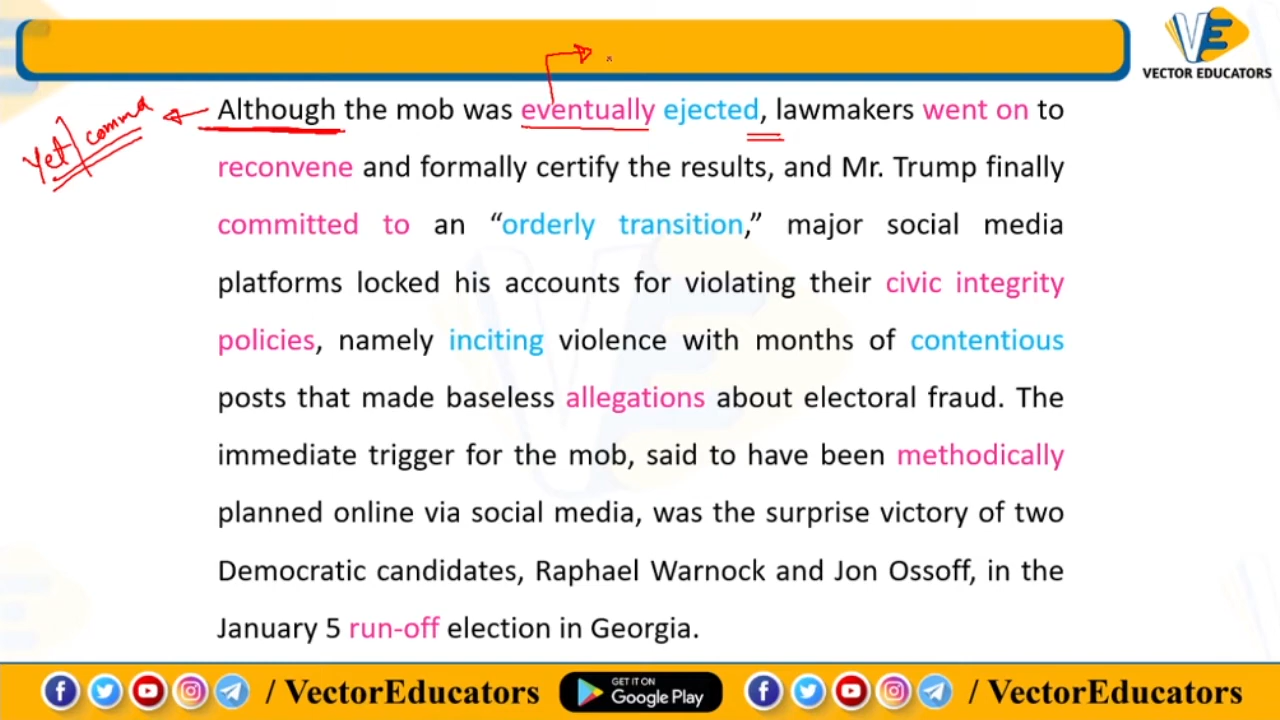 VE
VECTOR EDUCATORS
Yet / comma
Although the mob was eventually ejected, lawmakers went on to
reconvene and formally certify the results, and Mr. Trump finally
committed to an “orderly transition,” major social media
platforms locked his accounts for violating their civic integrity
policies, namely inciting violence with months of contentious
posts that made baseless allegations about electoral fraud. The
immediate trigger for the mob, said to have been methodically
planned online via social media, was the surprise victory of two
Democratic candidates, Raphael Warnock and Jon Ossoff, in the
January 5 run-off election in Georgia.
/ VectorEducators
GET IT ON
Google Play
/ VectorEducators